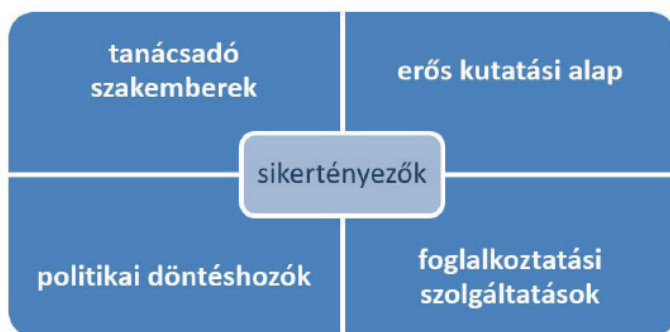 tanácsadó
szakemberek
erős kutatási alap
sikertényezők
politikai döntéshozók
foglalkoztatási
szolgáltatások